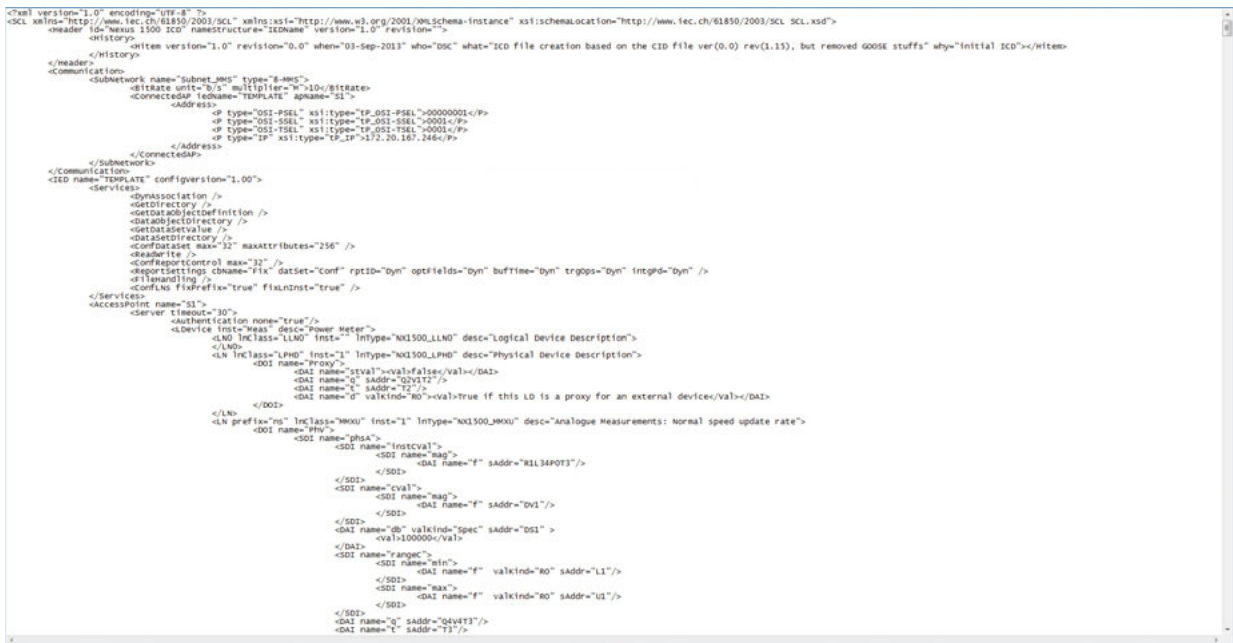 <?xml version="1.0" encoding="UTF-8" ?>
<SCL xmlns="http://www.iec.ch/61850/2003/SCL" xmlns:xsi="http://www.w3.org/2001/XMLSchema-instance" xsi:schemaLocation="http://www.iec.ch/61850/2003/SCL SCL.xsd">
<Header id="Nexus 1500 ICD" nameStructure="IEDName" version="1.0" revision="">
<History>
<Hitem version="1.0" revision="0.0" when="03-Sep-2013" who="DSC" what="ICD file creation based on the CID file ver(0.0) rev(1.15), but removed GOOSE stuffs" why="initial ICD"></Hitem>
</History>
</Header>
<Communication>
<SubNetwork name="Subnet_MMS" type="8-MMS">
<BitRate unit="b/s" multiplier="M">10</BitRate>
<ConnectedAP iedName="TEMPLATE" apName="S1">
<Address>
<P type="OSI-PSEL" xsi:type="tP_OSI-PSEL">00000001</P>
<P type="OSI-SSEL" xsi:type="tP_OSI-SSEL">0001</P>
<P type="OSI-TSEL" xsi:type="tP_OSI-TSEL">0001</P>
<P type="IP" xsi:type="tP_IP">172.20.167.246</P>
</Address>
</ConnectedAP>
</SubNetwork>
</Communication>
<IED name="TEMPLATE" configVersion="1.00">
<Services>
<DynAssociation />
<GetDirectory />
<GetDataObjectDefinition />
<DataObjectDirectory />
<GetDataSetValue />
<DataSetDirectory />
<ConfDataSet max="32" maxAttributes="256" />
<ReadWrite />
<ConfReportControl max="32" />
<ReportSettings cbName="Fix" datSet="Conf" rptID="Dyn" optFields="Dyn" bufTime="Dyn" trgOps="Dyn" intgPd="Dyn" />
<FileHandling />
<ConfLNs fixPrefix="true" fixLnInst="true" />
</Services>
<AccessPoint name="S1">
<Server timeout="30">
<Authentication none="true"/>
<LDevice inst="Meas" desc="Power Meter">
<LN0 lnClass="LLN0" inst="" lnType="NX1500_LLN0" desc="Logical Device Description">
</LN0>
<LN lnClass="LPHD" inst="1" lnType="NX1500_LPHD" desc="Physical Device Description">
<DOI name="Proxy">
<DAI name="stVal"><Val>false</Val></DAI>
<DAI name="q" sAddr="Q2V1T2"/>
<DAI name="t" sAddr="T2"/>
<DAI name="d" valKind="RO"><Val>True if this LD is a proxy for an external device</Val></DAI>
</DOI>
</LN>
<LN prefix="ns" lnClass="MMXU" inst="1" lnType="NX1500_MMXU" desc="Analogue Measurements: Normal speed update rate">
<DOI name="PhV">
<SDI name="phsA">
<SDI name="instCVal">
<SDI name="mag">
<DAI name="f" sAddr="R1L34P0T3"/>
</SDI>
</SDI>
<SDI name="cVal">
<SDI name="mag">
<DAI name="f" sAddr="DV1"/>
</SDI>
</SDI>
<DAI name="db" valKind="Spec" sAddr="DS1" >
<Val>100000</Val>
</DAI>
<SDI name="rangeC">
<SDI name="min">
<DAI name="f" valKind="RO" sAddr="L1"/>
</SDI>
<SDI name="max">
<DAI name="f" valKind="RO" sAddr="U1"/>
</SDI>
</SDI>
<DAI name="q" sAddr="Q4V4T3"/>
<DAI name="t" sAddr="T3"/>